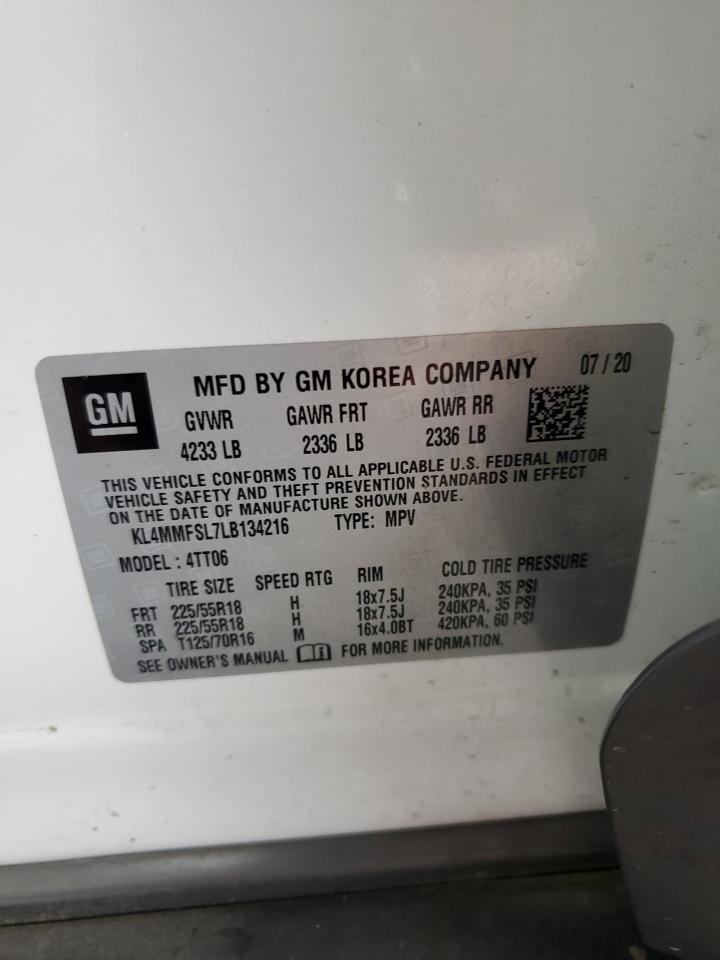 GM
MFD BY GM KOREA COMPANY 07 / 20
GVWR GAWR FRT GAWR RR
4233 LB 2336 LB 2336 LB
THIS VEHICLE CONFORMS TO ALL APPLICABLE U.S. FEDERAL MOTOR
VEHICLE SAFETY AND THEFT PREVENTION STANDARDS IN EFFECT
ON THE DATE OF MANUFACTURE SHOWN ABOVE.
KL4MMFSL7LB134216 TYPE: MPV
MODEL: 4TT06
TIRE SIZE SPEED RTG RIM COLD TIRE PRESSURE
FRT 225/55R18 H 18x7.5J 240KPA, 35 PSI
RR 225/55R18 H 18x7.5J 240KPA, 35 PSI
SPA T125/70R16 M 16x4.0BT 420KPA, 60 PSI
SEE OWNER'S MANUAL FOR MORE INFORMATION.